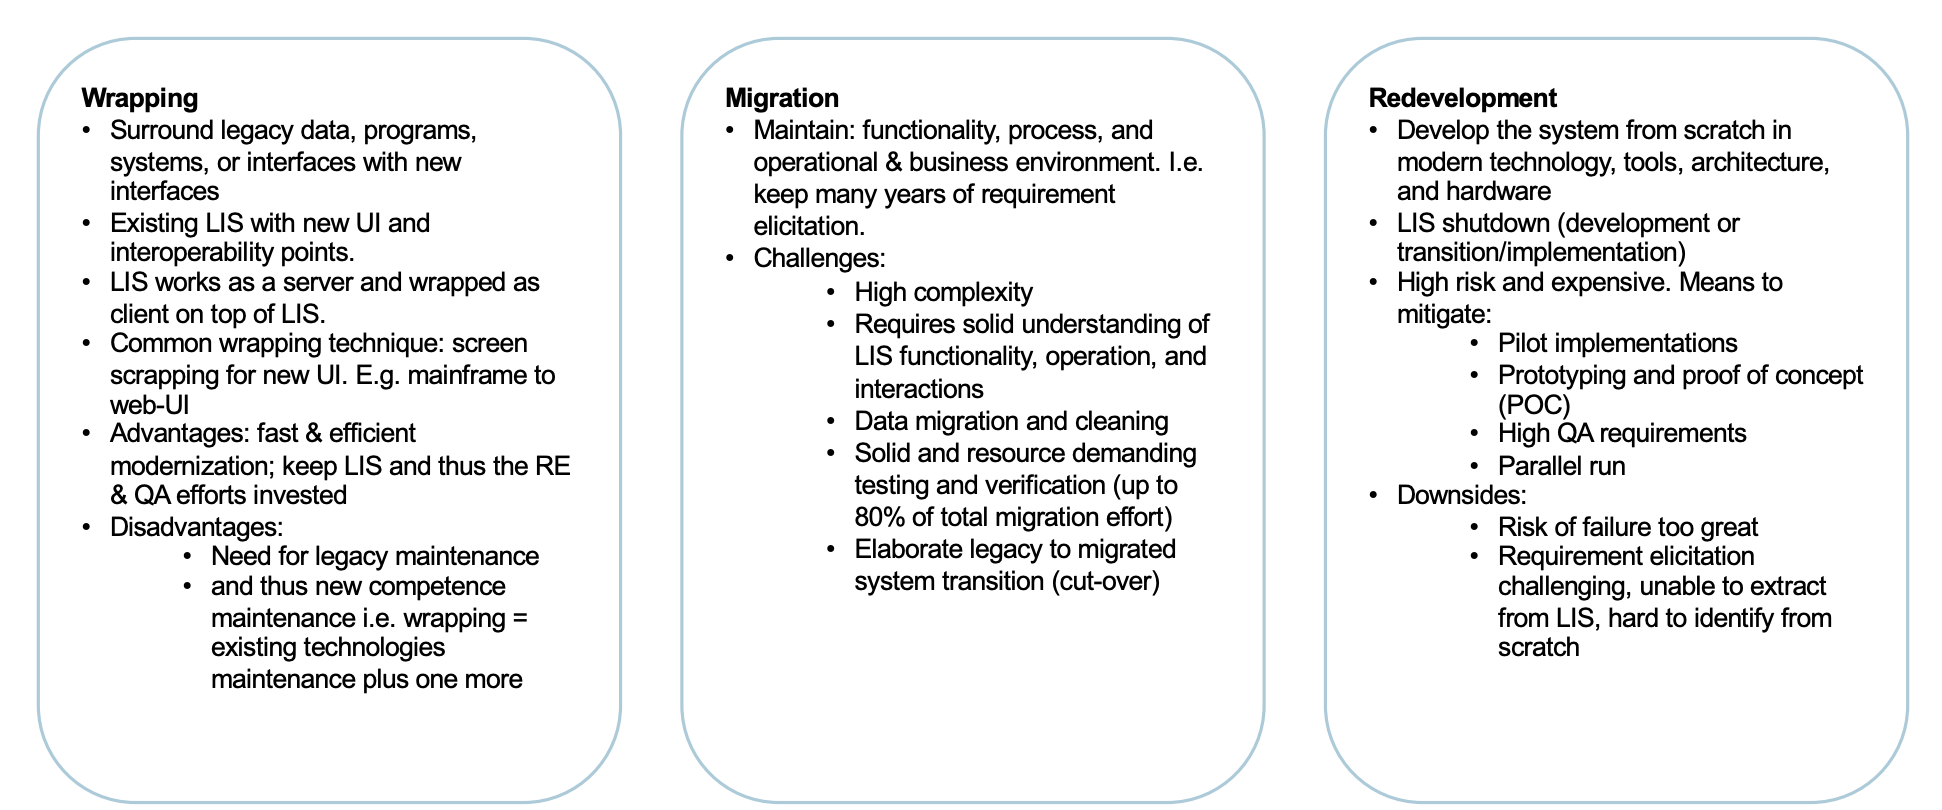 Wrapping
• Surround legacy data, programs,
systems, or interfaces with new
interfaces
• Existing LIS with new UI and
interoperability points.
• LIS works as a server and wrapped as
client on top of LIS.
• Common wrapping technique: screen
scrapping for new UI. E.g. mainframe to
web-UI
• Advantages: fast & efficient
modernization; keep LIS and thus the RE
& QA efforts invested
• Disadvantages:
• Need for legacy maintenance
• and thus new competence
maintenance i.e. wrapping =
existing technologies
maintenance plus one more
Migration
• Maintain: functionality, process, and
operational & business environment. I.e.
keep many years of requirement
elicitation.
• Challenges:
• High complexity
• Requires solid understanding of
LIS functionality, operation, and
interactions
• Data migration and cleaning
• Solid and resource demanding
testing and verification (up to
80% of total migration effort)
• Elaborate legacy to migrated
system transition (cut-over)
Redevelopment
• Develop the system from scratch in
modern technology, tools, architecture,
and hardware
• LIS shutdown (development or
transition/implementation)
• High risk and expensive. Means to
mitigate:
• Pilot implementations
• Prototyping and proof of concept
(POC)
• High QA requirements
• Parallel run
• Downsides:
• Risk of failure too great
• Requirement elicitation
challenging, unable to extract
from LIS, hard to identify from
scratch